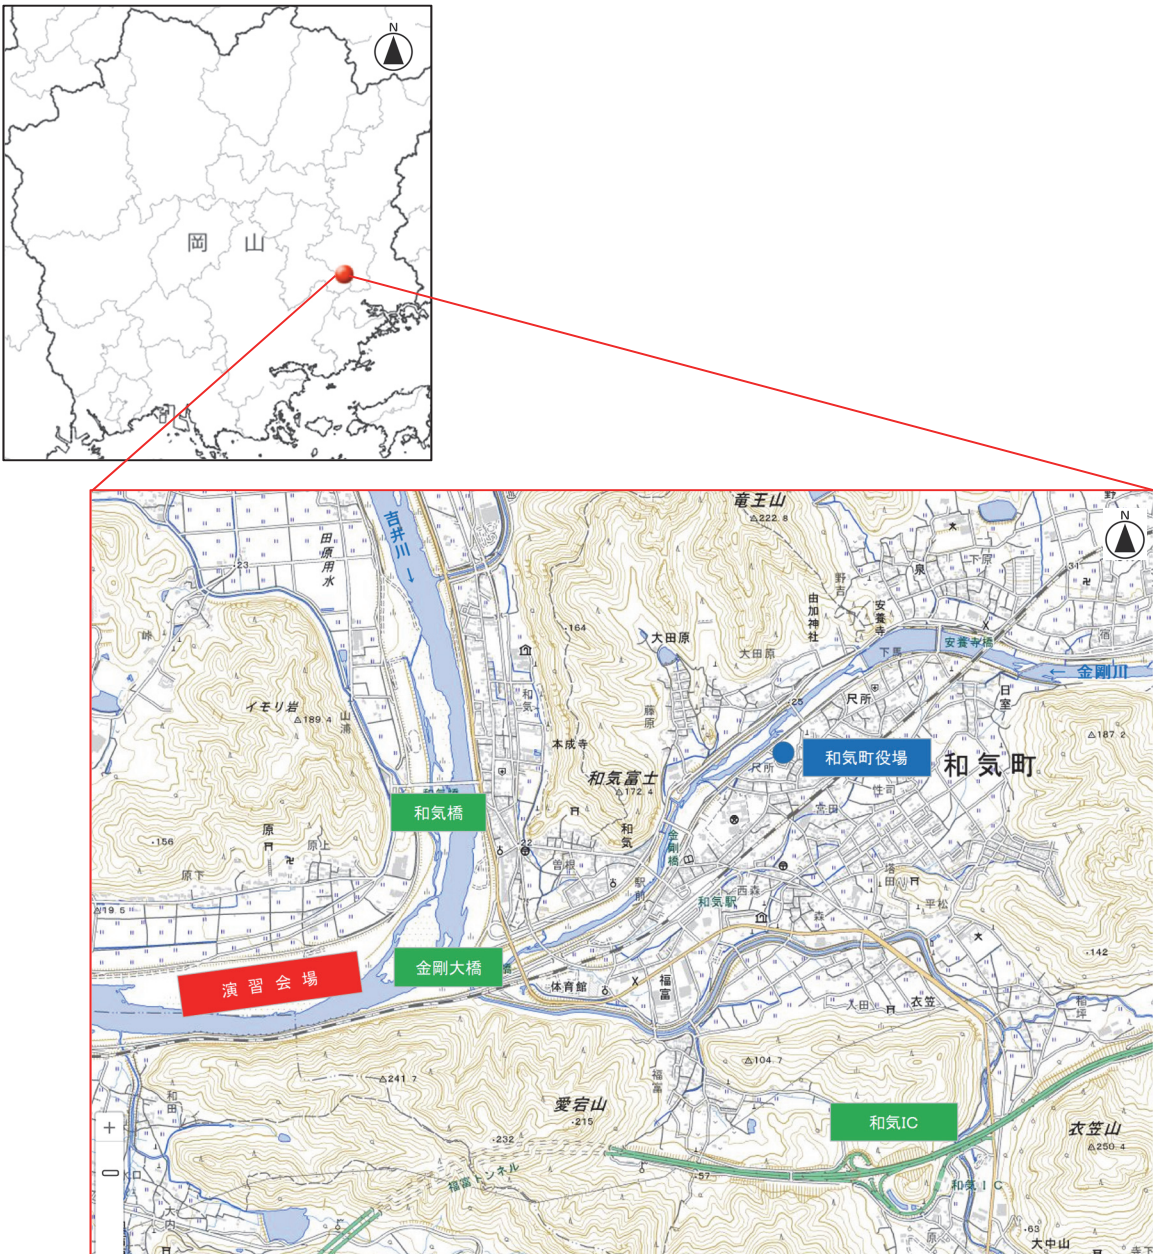 N
岡 山
N
竜王山
△222.8
吉井川
田原用水
・23
野
下原
泉
・31
野吉
安養寺
由加神社
峠
・164
大田原
大田原
下馬
安養寺橋
宿
金剛川
日室
イモリ岩
△189.4
山浦
和気
藤原
・25
尺所
本成寺
△187.2
和気富士
△172.4
尺所
和気町役場
和気町
和気橋
宮田
和気
金剛橋
・156
原
原上
原下
・22
曽根
駅前
塔田
西森
和気駅
森
平松
△19.5
・142
演習会場
金剛大橋
体育館
福富
入田
衣笠
稲坪
△104.7
△241.7
福富
和田
愛宕山
・215
和気IC
衣笠山
△250.4
・232
福富トンネル
・57
和気IC
大内
原
・63
大中山